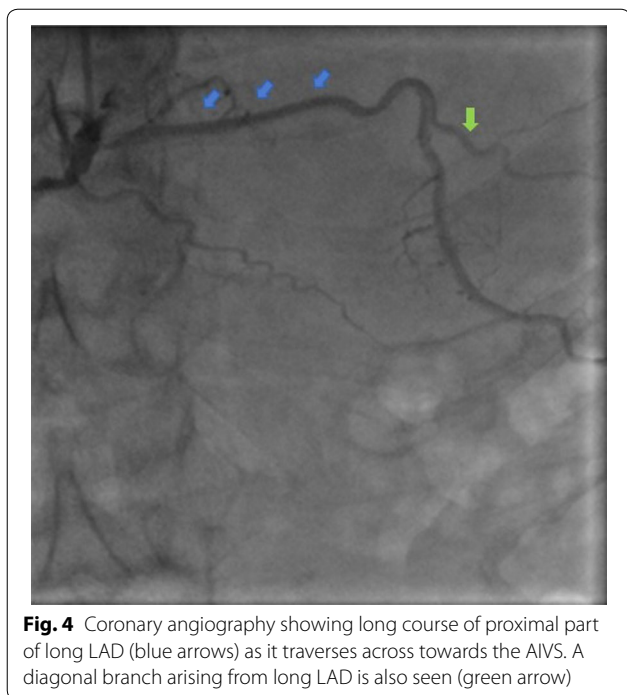 Fig. 4 Coronary angiography showing long course of proximal part
of long LAD (blue arrows) as it traverses across towards the AIVS. A
diagonal branch arising from long LAD is also seen (green arrow)